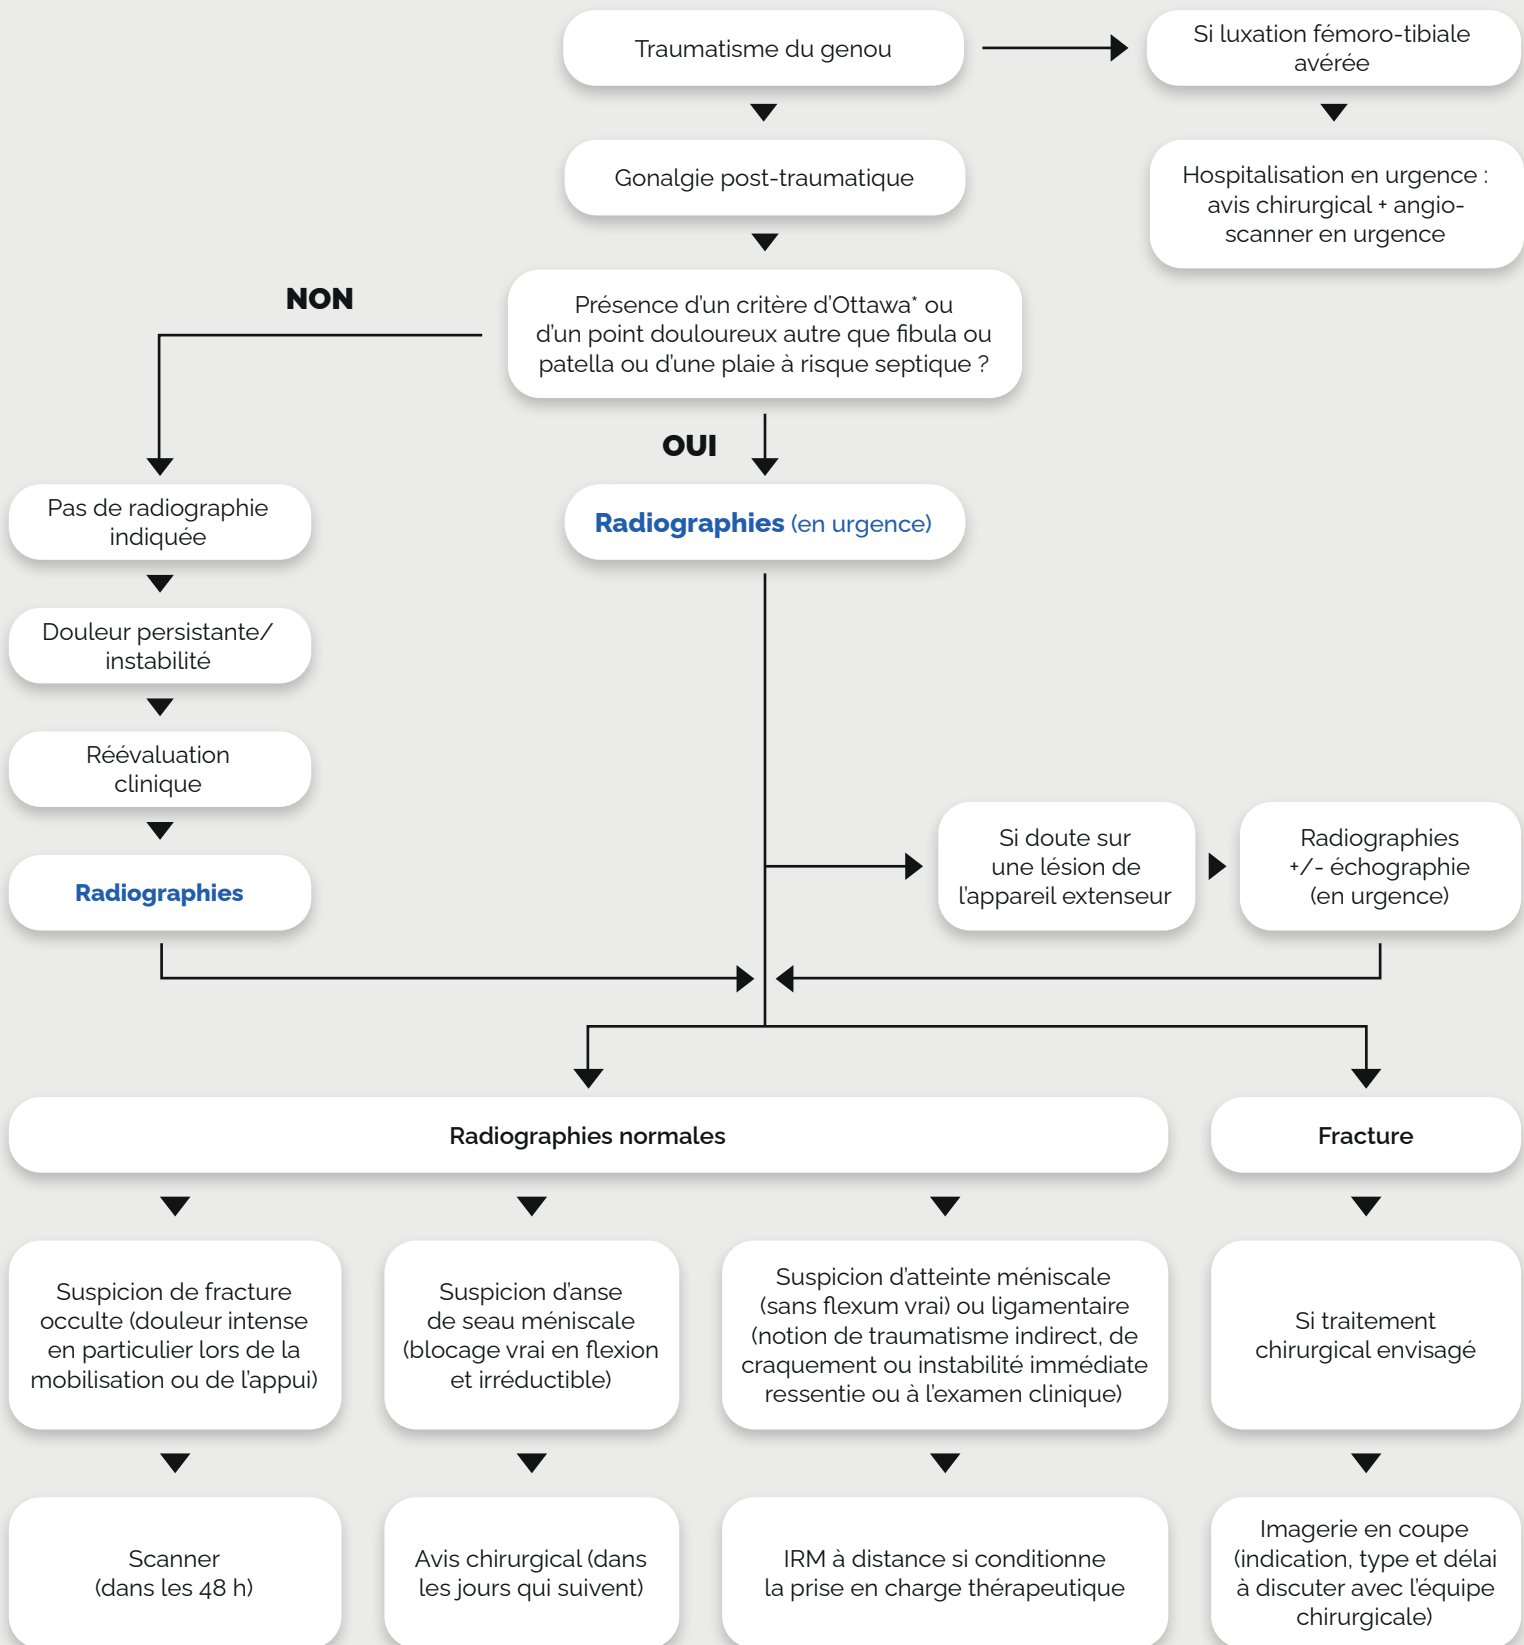 Traumatisme du genou
Si luxation fémoro-tibiale
avérée
Gonalgie post-traumatique
Hospitalisation en urgence :
avis chirurgical + angio-
scanner en urgence
NON
Présence d'un critère d'Ottawa* ou
d'un point douloureux autre que fibula ou
patella ou d'une plaie à risque septique ?
OUI
Pas de radiographie
indiquée
Radiographies (en urgence)
Douleur persistante/
instabilité
Réévaluation
clinique
Radiographies
Si doute sur
une lésion de
l'appareil extenseur
Radiographies
+/- échographie
(en urgence)
Radiographies normales
Fracture
Suspicion de fracture
occulte (douleur intense
en particulier lors de la
mobilisation ou de l'appui)
Suspicion d'anse
de seau méniscale
(blocage vrai en flexion
et irréductible)
Suspicion d'atteinte méniscale
(sans flexum vrai) ou ligamentaire
(notion de traumatisme indirect, de
craquement ou instabilité immédiate
ressentie ou à l'examen clinique)
Si traitement
chirurgical envisagé
Scanner
(dans les 48 h)
Avis chirurgical (dans
les jours qui suivent)
IRM à distance si conditionne
la prise en charge thérapeutique
Imagerie en coupe
(indication, type et délai
à discuter avec l'équipe
chirurgicale)